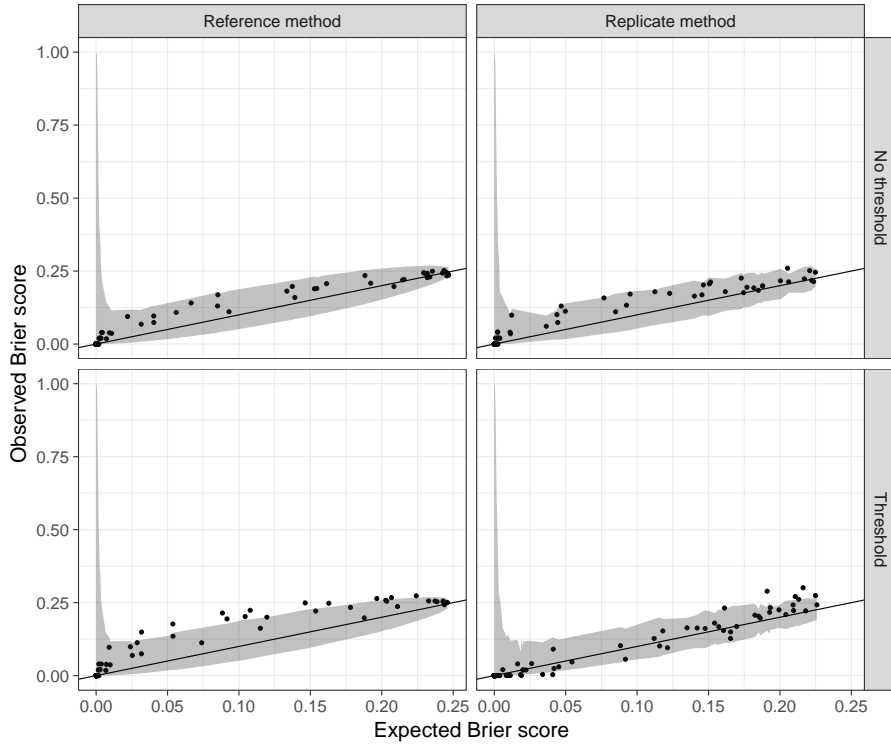 Reference method
Replicate method
1.00
0.75
0.50
0.25
0.00
No threshold
1.00
0.75
0.50
0.25
0.00
Threshold
Observed Brier score
0.00 0.05 0.10 0.15 0.20 0.25
0.00 0.05 0.10 0.15 0.20 0.25
Expected Brier score